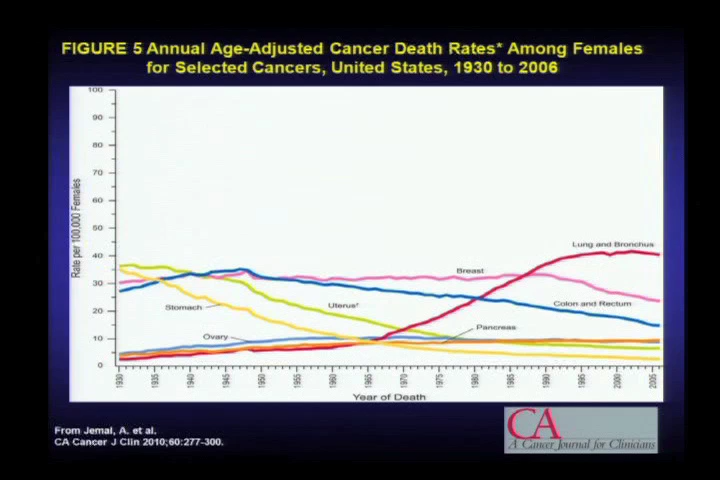 FIGURE 5 Annual Age-Adjusted Cancer Death Rates* Among Females
for Selected Cancers, United States, 1930 to 2006
100
90
80
70
60
50
40
30
20
10
0
Rate per 100,000 Females
Lung and Bronchus
Breast
Colon and Rectum
Stomach
Uterus†
Ovary
Pancreas
1930
1935
1940
1945
1950
1955
1960
1965
1970
1975
1980
1985
1990
1995
2000
2005
Year of Death
From Jemal, A. et al.
CA Cancer J Clin 2010;60:277-300.
CA
A Cancer Journal for Clinicians